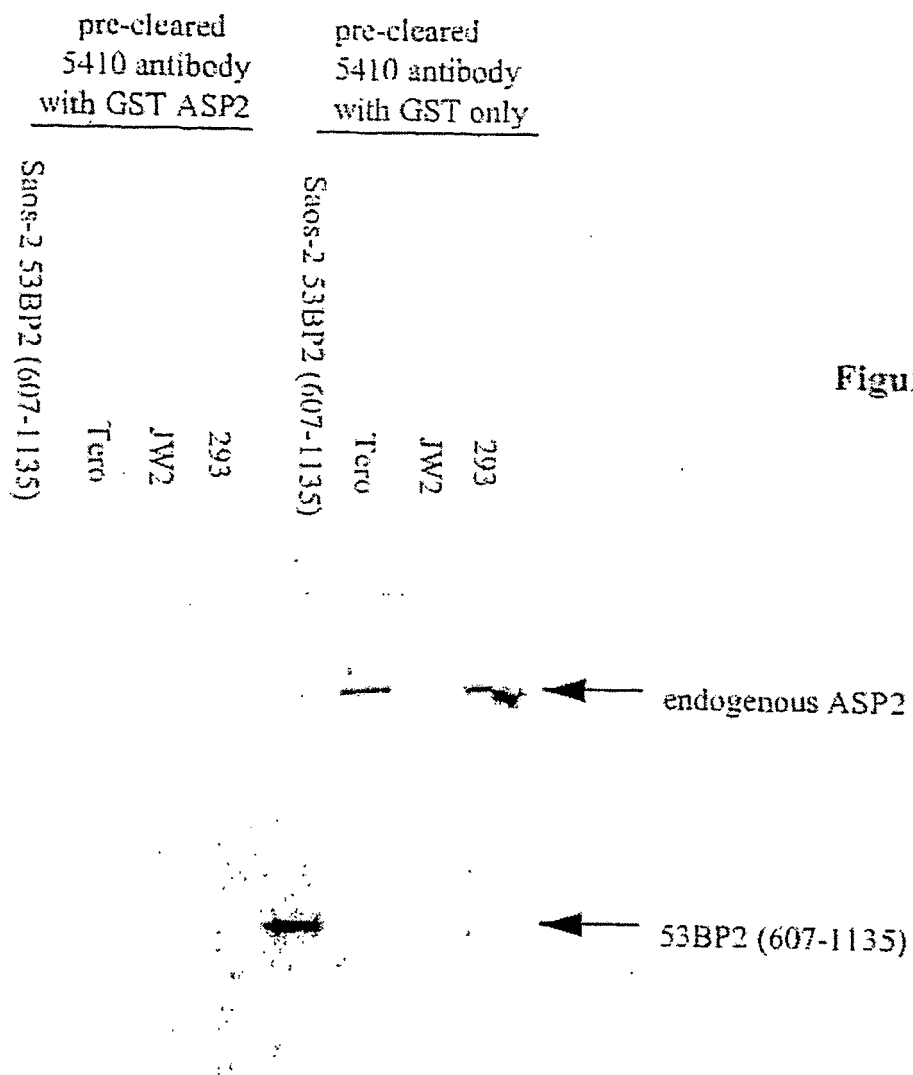 pre-cleared
5410 antibody
with GST ASP2
pre-cleared
5410 antibody
with GST only
Saos-2 53BP2 (607-1135)
Tero
JW2
293
Saos-2 53BP2 (607-1135)
Tero
JW2
293
endogenous ASP2
53BP2 (607-1135)